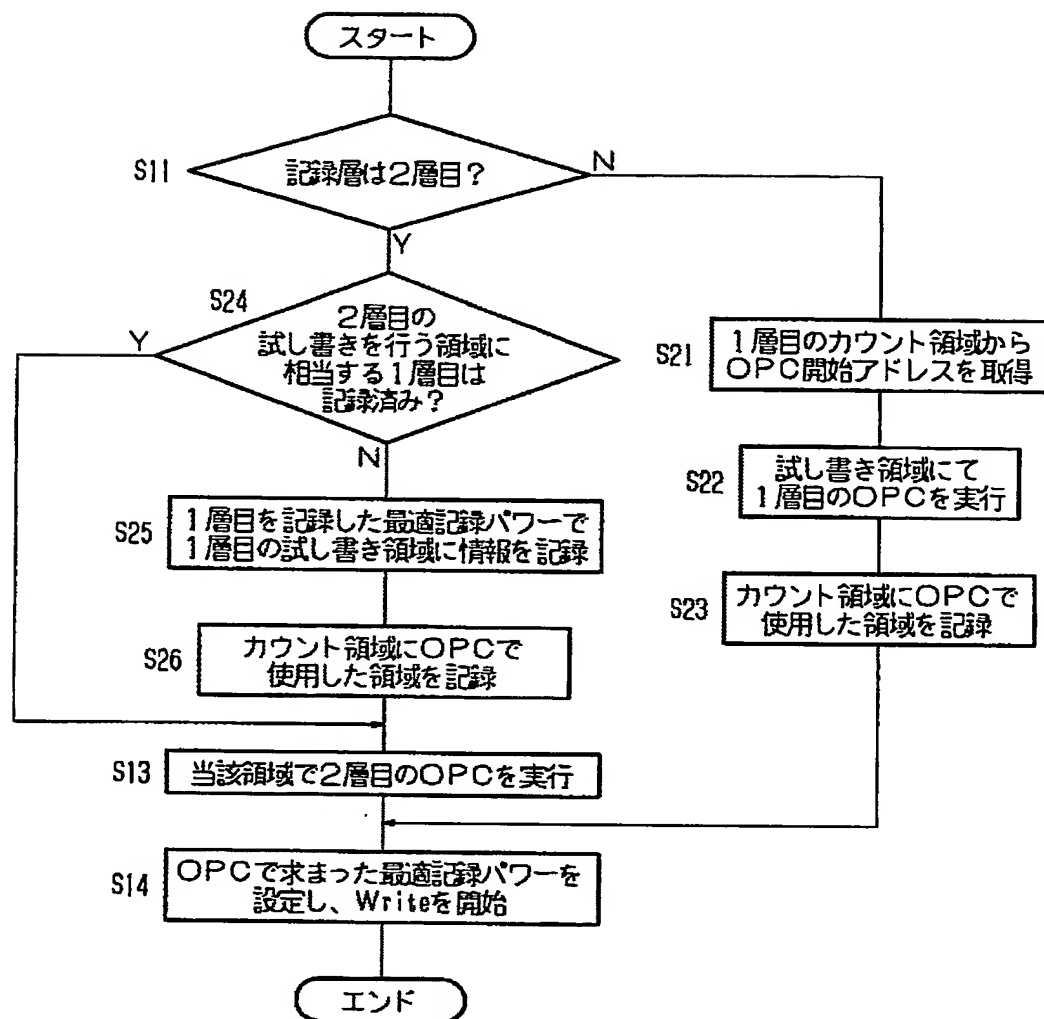 スタート
S11
記録層は2層目?
N
Y
S24
2層目の
試し書きを行う領域に
相当する1層目は
記録済み?
Y
N
S21
1層目のカウント領域から
OPC開始アドレスを取得
S22
試し書き領域にて
1層目のOPCを実行
S23
カウント領域にOPCで
使用した領域を記録
S25
1層目を記録した最適記録パワーで
1層目の試し書き領域に情報を記録
S26
カウント領域にOPCで
使用した領域を記録
S13
当該領域で2層目のOPCを実行
S14
OPCで求まった最適記録パワーを
設定し、Writeを開始
エンド